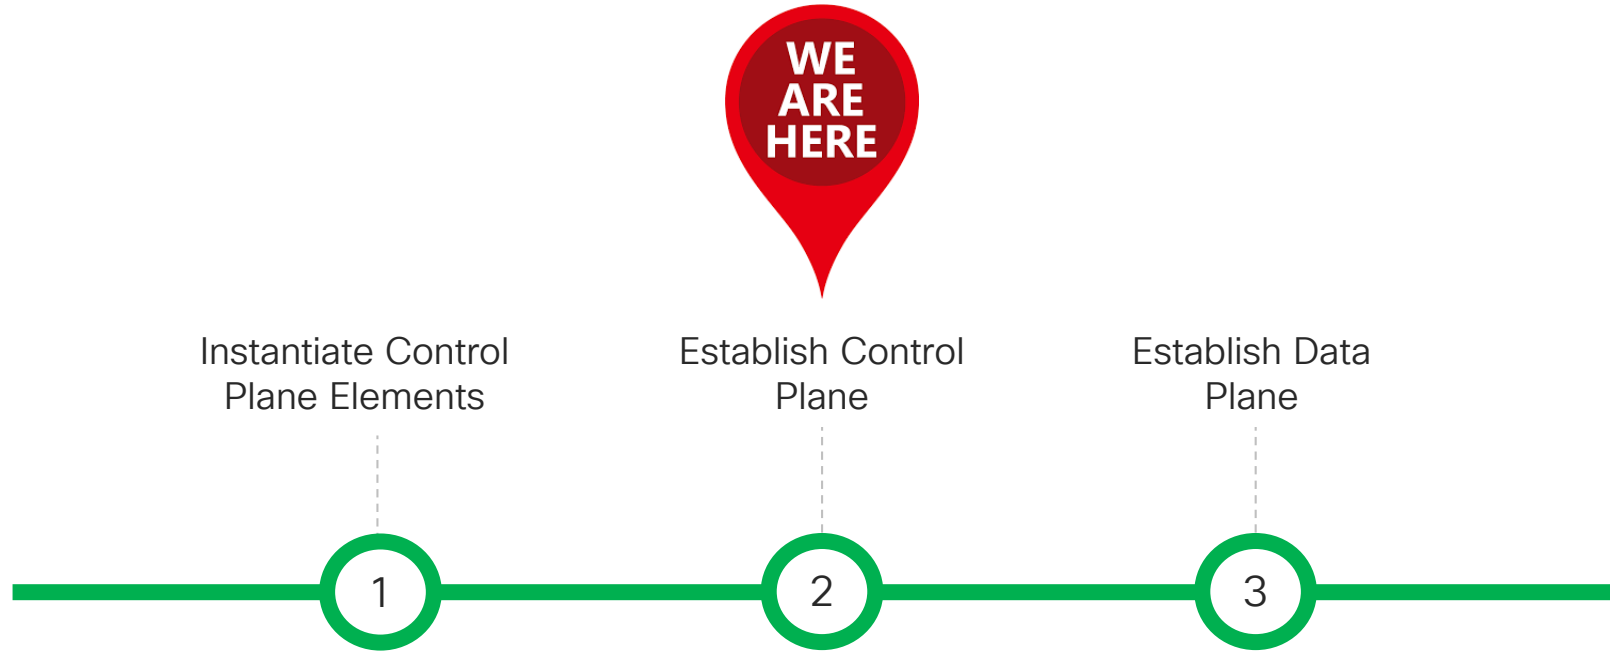 WE
ARE
HERE
Instantiate Control
Plane Elements
Establish Control
Plane
Establish Data
Plane
1
2
3